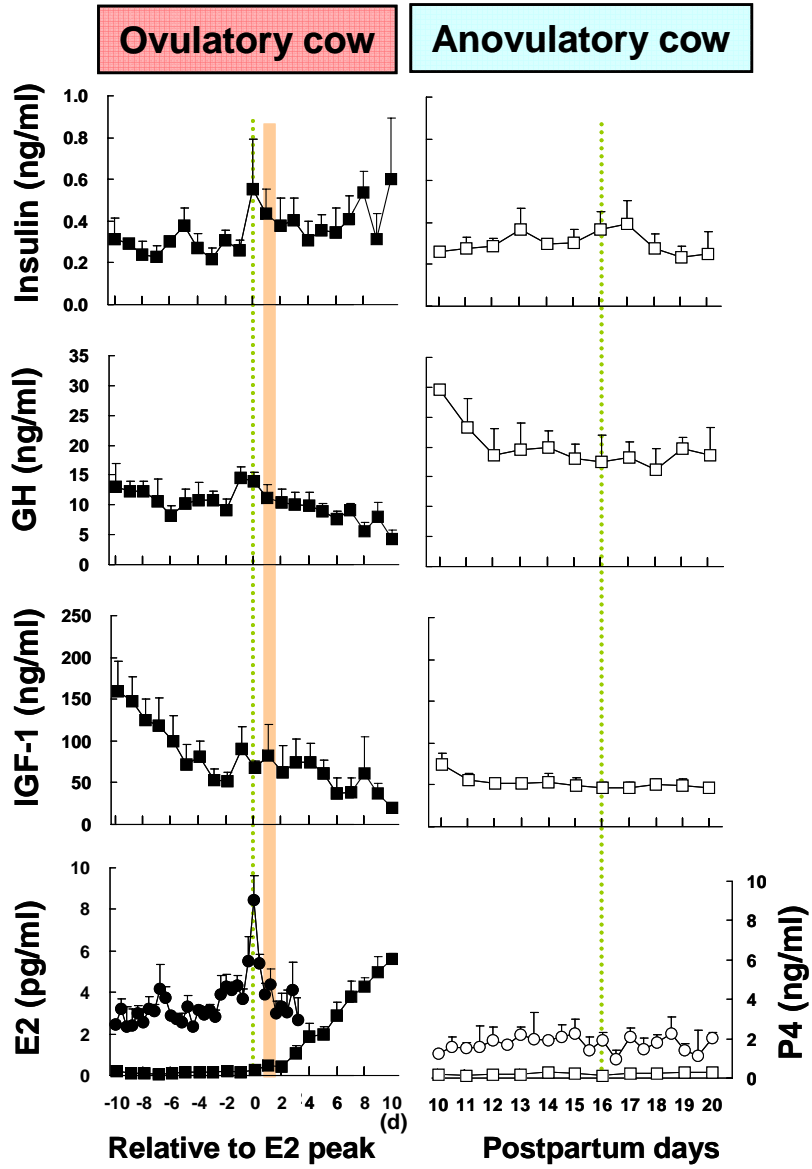 Ovulatory cow
Anovulatory cow
Insulin (ng/ml)
1.0
0.8
0.6
0.4
0.2
0.0
GH (ng/ml)
35
30
25
20
15
10
5
0
IGF-1 (ng/ml)
250
200
150
100
50
0
E2 (pg/ml)
10
8
6
4
2
0
10
8
6
4
2
0
P4 (ng/ml)
-10 -8 -6 -4 -2 0 2 4 6 8 10
(d)
10 11 12 13 14 15 16 17 18 19 20
Relative to E2 peak
Postpartum days